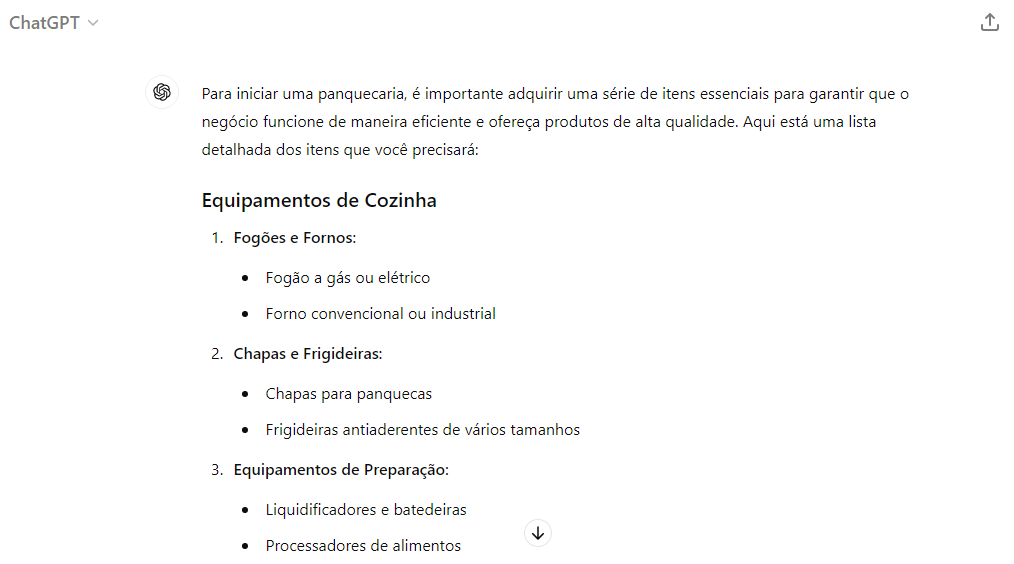 ChatGPT
Para iniciar uma panquecaria, é importante adquirir uma série de itens essenciais para garantir que o
negócio funcione de maneira eficiente e ofereça produtos de alta qualidade. Aqui está uma lista
detalhada dos itens que você precisará:
Equipamentos de Cozinha
1. Fogões e Fornos:
• Fogão a gás ou elétrico
• Forno convencional ou industrial
2. Chapas e Frigideiras:
• Chapas para panquecas
• Frigideiras antiaderentes de vários tamanhos
3. Equipamentos de Preparação:
• Liquidificadores e batedeiras
• Processadores de alimentos